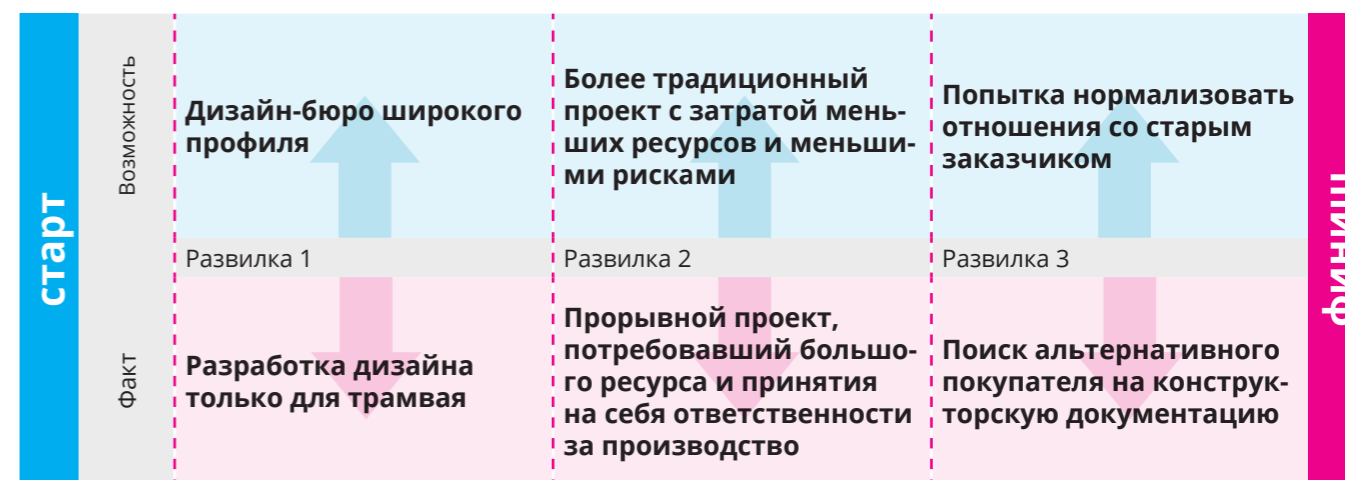 старт
Возможность
Дизайн-бюро широкого
профиля
Более традиционный
проект с затратой мень-
ших ресурсов и меньши-
ми рисками
Попытка нормализовать
отношения со старым
заказчиком
Развилка 1
Развилка 2
Развилка 3
Факт
Разработка дизайна
только для трамвая
Прорывной проект,
потребовавший большо-
го ресурса и принятия
на себя ответственности
за производство
Поиск альтернативного
покупателя на конструк-
торскую документацию
финиш